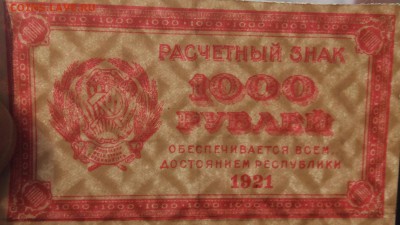 РАСЧЕТНЫЙ ЗНАК
1000
РУБЛЕЙ
ОБЕСПЕЧИВАЕТСЯ ВСЕМ
ДОСТОЯНИЕМ РЕСПУБЛИКИ
1921